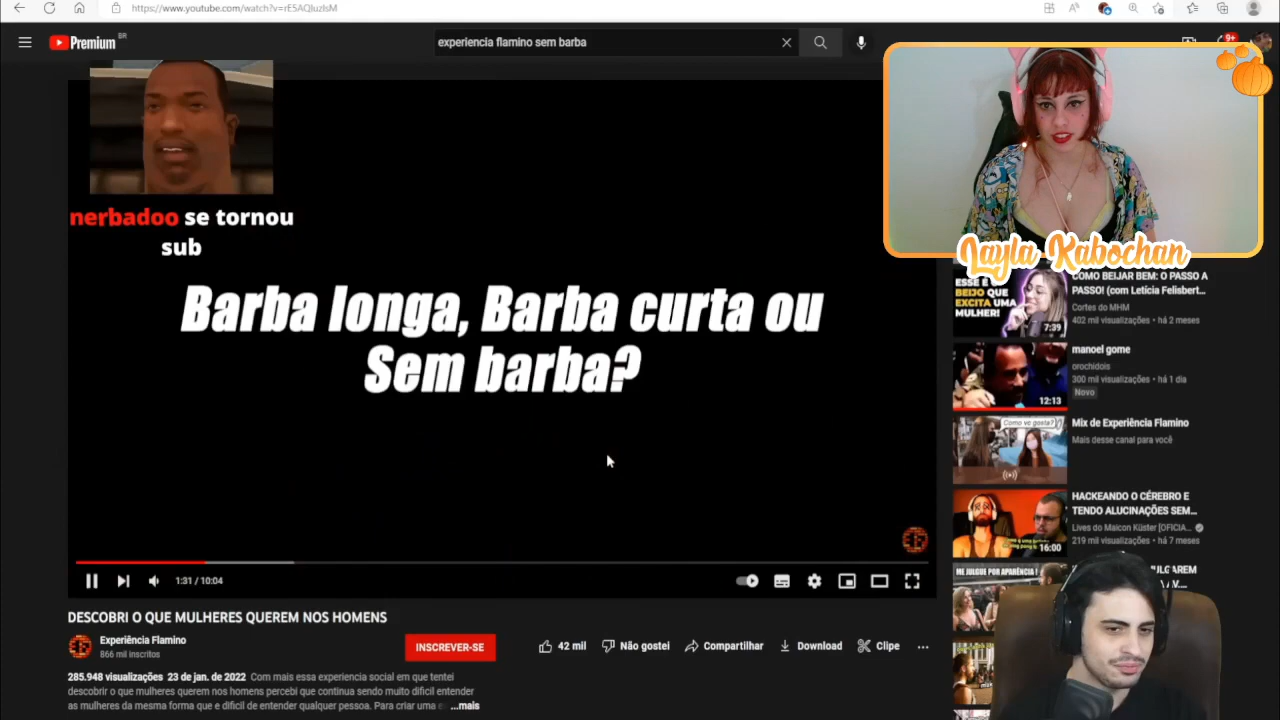 https://www.youtube.com/watch?v=rE5AQJuzIsM
Premium BR
experiencia flamino sem barba
9+
nerbadoo se tornou
sub
Layla Kabochan
Barba longa, Barba curta ou
Sem barba?
1:31 / 10:04
DESCOBRI O QUE MULHERES QUEREM NOS HOMENS
Experiência Flamino
866 mil inscritos
INSCREVER-SE
42 mil
Não gostei
Compartilhar
Download
Clipe
285.948 visualizações 23 de jan. de 2022 Com mais essa experiencia social em que tentei
descobrir o que mulheres querem nos homens percebi que continua sendo muito dificil entender
as mulheres da mesma forma que e dificil de entender qualquer pessoa. Para criar uma e ...mais
BEIJO QUE
EXCITA UMA
MULHER!
7:39
COMO BEIJAR BEM: O PASSO A
PASSO! (com Letícia Felisbert...
Cortes do MHM
402 mil visualizações • há 2 meses
12:13
manoel gome
orochidois
300 mil visualizações • há 1 dia
Novo
Como vc gosta?
Mix de Experiência Flamino
Mais desse canal para você
16:00
HACKEANDO O CÉREBRO E
TENDO ALUCINAÇÕES SEM...
Lives do Maicon Küster [OFICIA...
219 mil visualizações • há 7 meses
ME JULGUE POR APARÊNCIA!